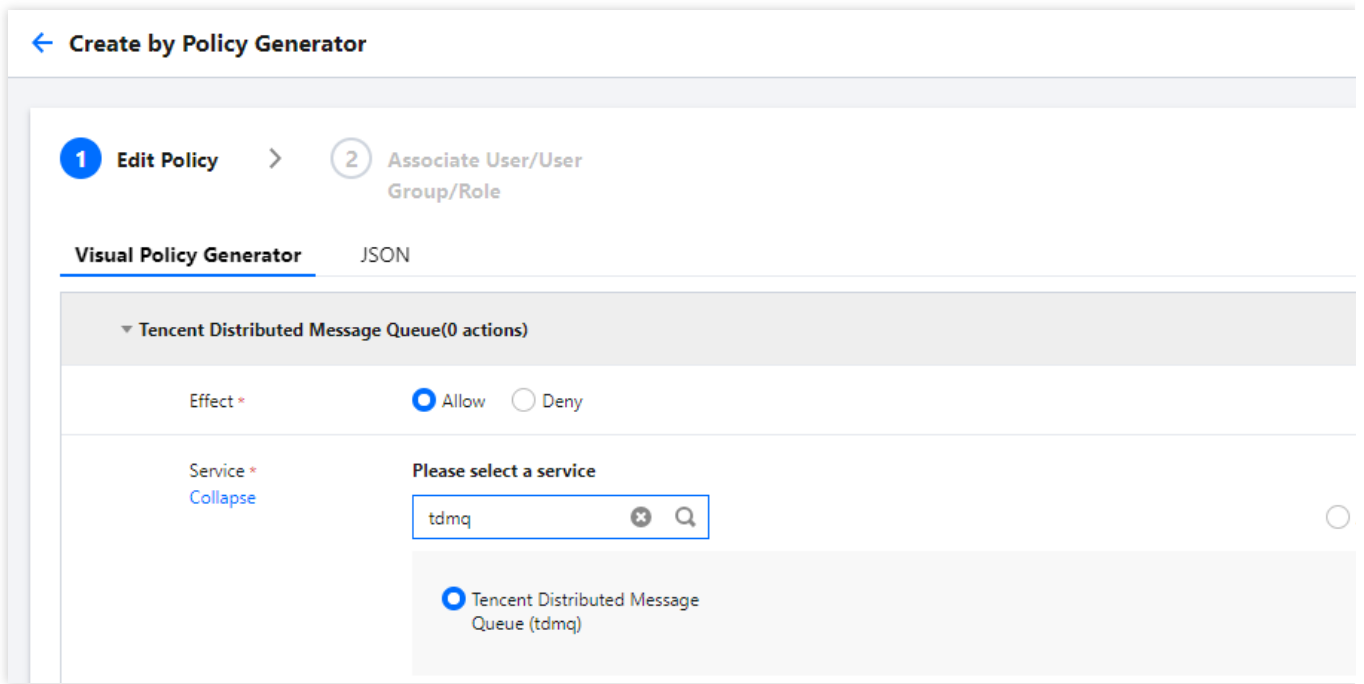 Create by Policy Generator
1 Edit Policy 2 Associate User/User
Group/Role
Visual Policy Generator JSON
Tencent Distributed Message Queue(0 actions)
Effect * Allow Deny
Service * Please select a service
Collapse
tdmq
Tencent Distributed Message
Queue (tdmq)